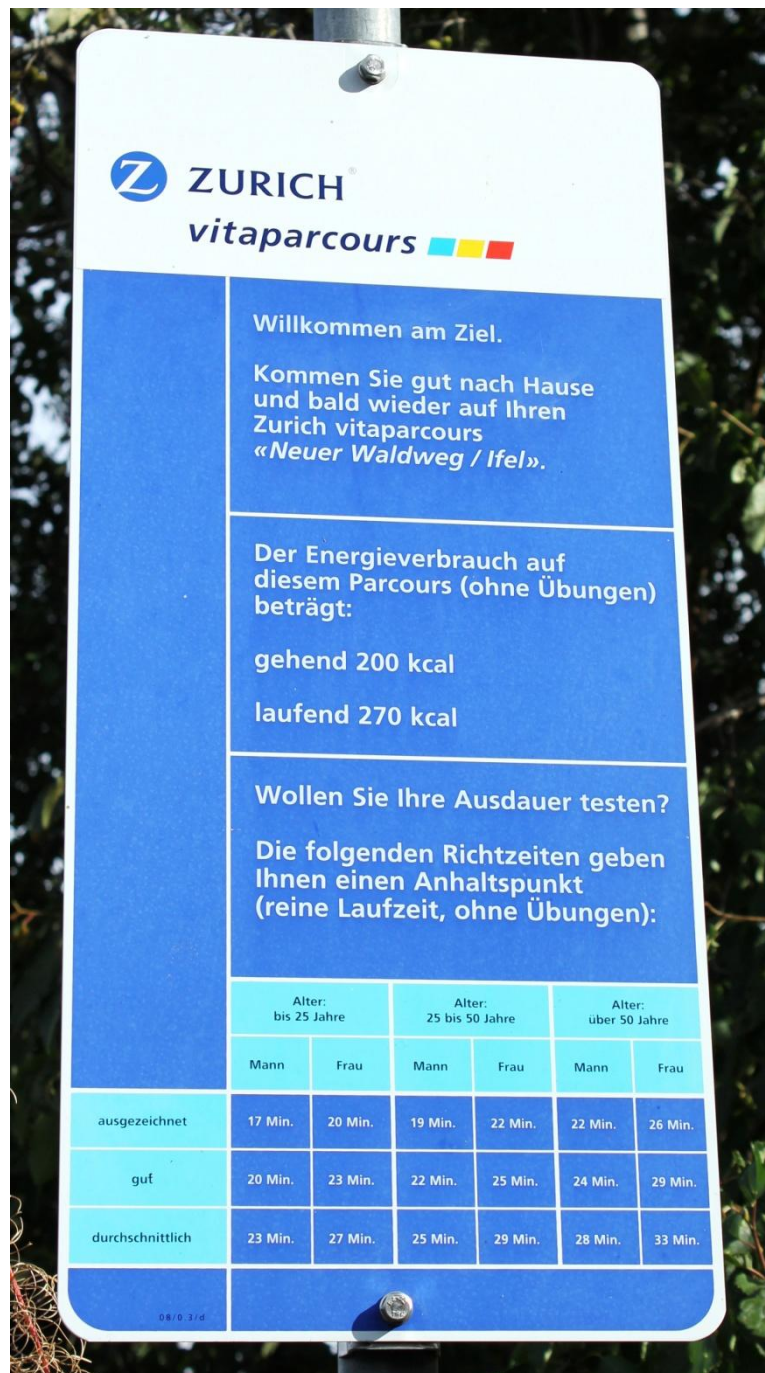 Z ZURICH®
vitaparcours
Willkommen am Ziel.
Kommen Sie gut nach Hause
und bald wieder auf Ihren
Zurich vitaparcours
«Neuer Waldweg / Ifel».
Der Energieverbrauch auf
diesem Parcours (ohne Übungen)
beträgt:
gehend 200 kcal
laufend 270 kcal
Wollen Sie Ihre Ausdauer testen?
Die folgenden Richtzeiten geben
Ihnen einen Anhaltspunkt
(reine Laufzeit, ohne Übungen):
Alter: Alter: Alter:
bis 25 Jahre 25 bis 50 Jahre über 50 Jahre
Mann Frau Mann Frau Mann Frau
ausgezeichnet 17 Min. 20 Min. 19 Min. 22 Min. 22 Min. 26 Min.
gut 20 Min. 23 Min. 22 Min. 25 Min. 24 Min. 29 Min.
durchschnittlich 23 Min. 27 Min. 25 Min. 29 Min. 28 Min. 33 Min.
08/0.3/d